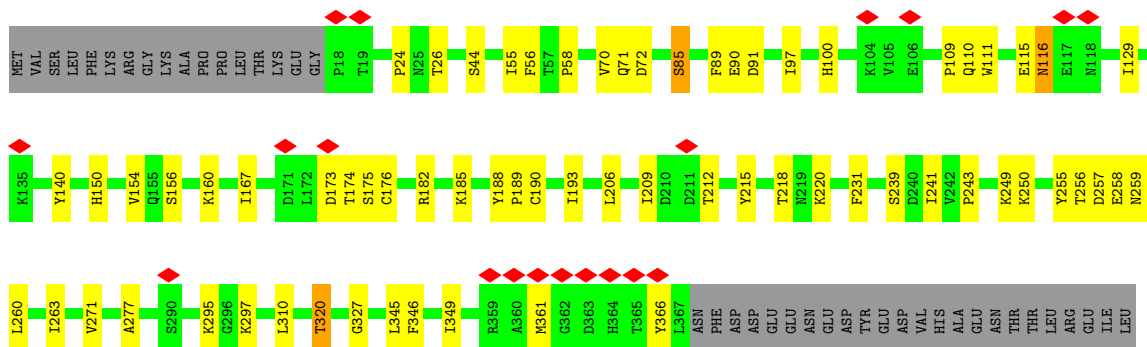 MET VAL SER LEU PHE LYS ARG GLY LYS ALA PRO PRO LEU THR LYS GLU GLY P18 T19 P24 N25 T26 S44 I55 F56 T57 P58 V70 Q71 D72 S85 F89 E90 D91 I97 H100 K104 V105 E106 P109 Q110 W111 E115 N116 E117 N118 I129
K135 Y140 H150 V154 Q155 S156 K160 I167 D171 L172 D173 T174 S175 C176 R182 K185 Y188 P189 C190 I193 L206 I209 D210 D211 T212 Y215 T218 N219 K220 F231 S239 D240 I241 V242 P243 K249 K250 Y255 T256 D257 E258 N259
L260 I263 V271 A277 S290 K295 G296 K297 L310 T320 G327 L345 F346 I349 R359 A360 M361 G362 D363 H364 T365 Y366 L367 ASN PHE ASP ASP GLU GLU ASN GLU ASP TYR GLU ASP VAL HIS ALA GLU ASN THR THR LEU ARG GLU ILE LEU